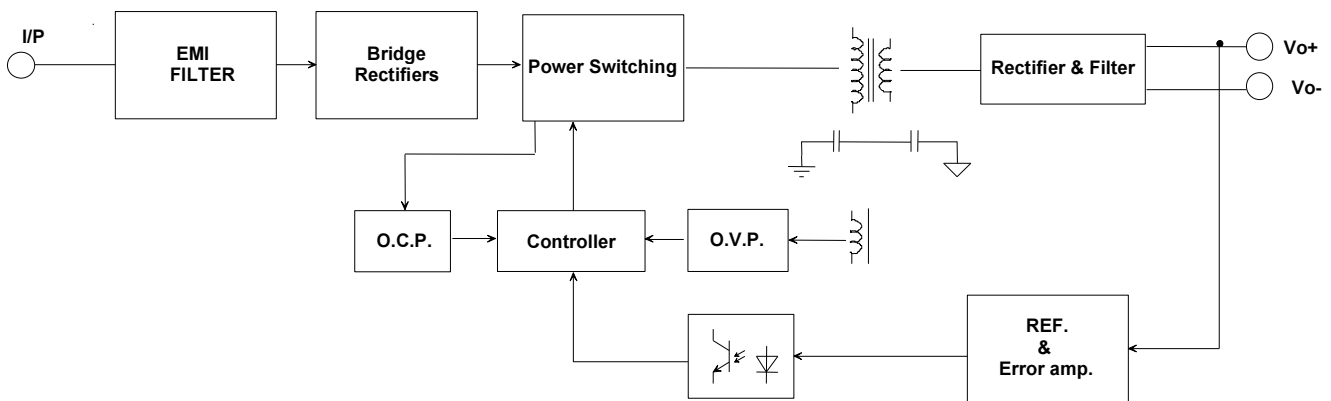 I/P
EMI
FILTER
Bridge
Rectifiers
Power Switching
Rectifier & Filter
Vo+
Vo-
O.C.P.
Controller
O.V.P.
REF.
&
Error amp.